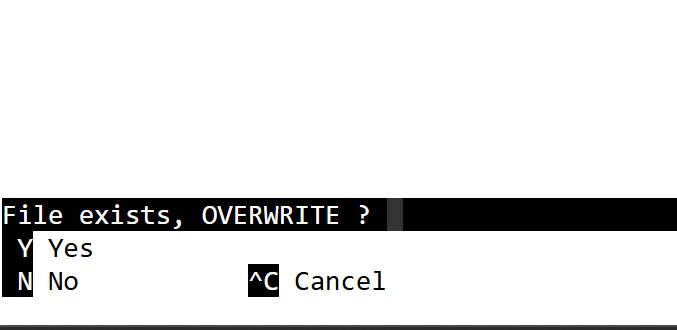 File exists, OVERWRITE ?
Y Yes
N No ^C Cancel